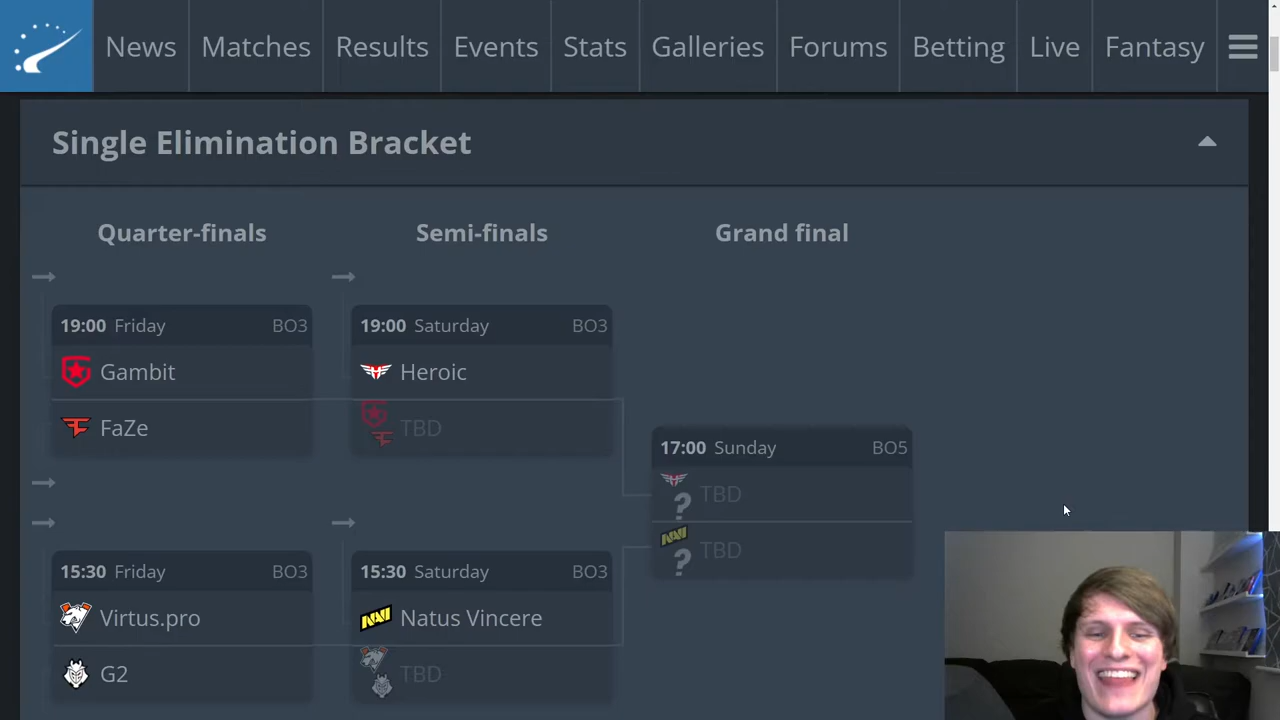 News Matches Results Events Stats Galleries Forums Betting Live Fantasy
Single Elimination Bracket
Quarter-finals Semi-finals Grand final
19:00 Friday BO3
Gambit
FaZe
19:00 Saturday BO3
Heroic
TBD
17:00 Sunday BO5
? TBD
? TBD
15:30 Friday BO3
Virtus.pro
G2
15:30 Saturday BO3
NAVI Natus Vincere
TBD